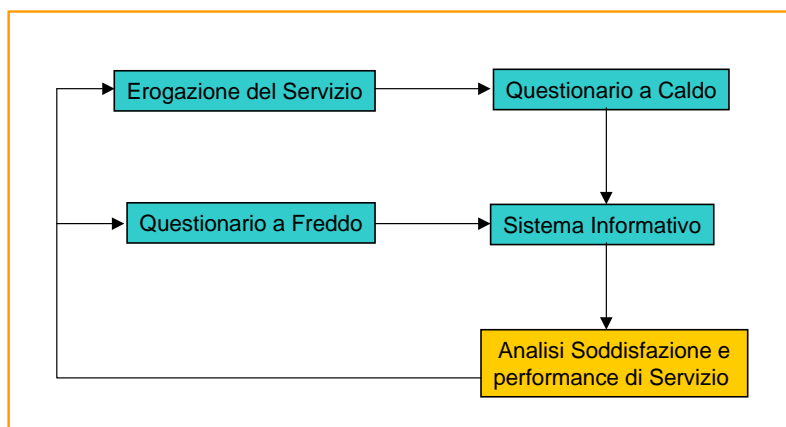 Erogazione del Servizio
Questionario a Caldo
Questionario a Freddo
Sistema Informativo
Analisi Soddisfazione e
performance di Servizio